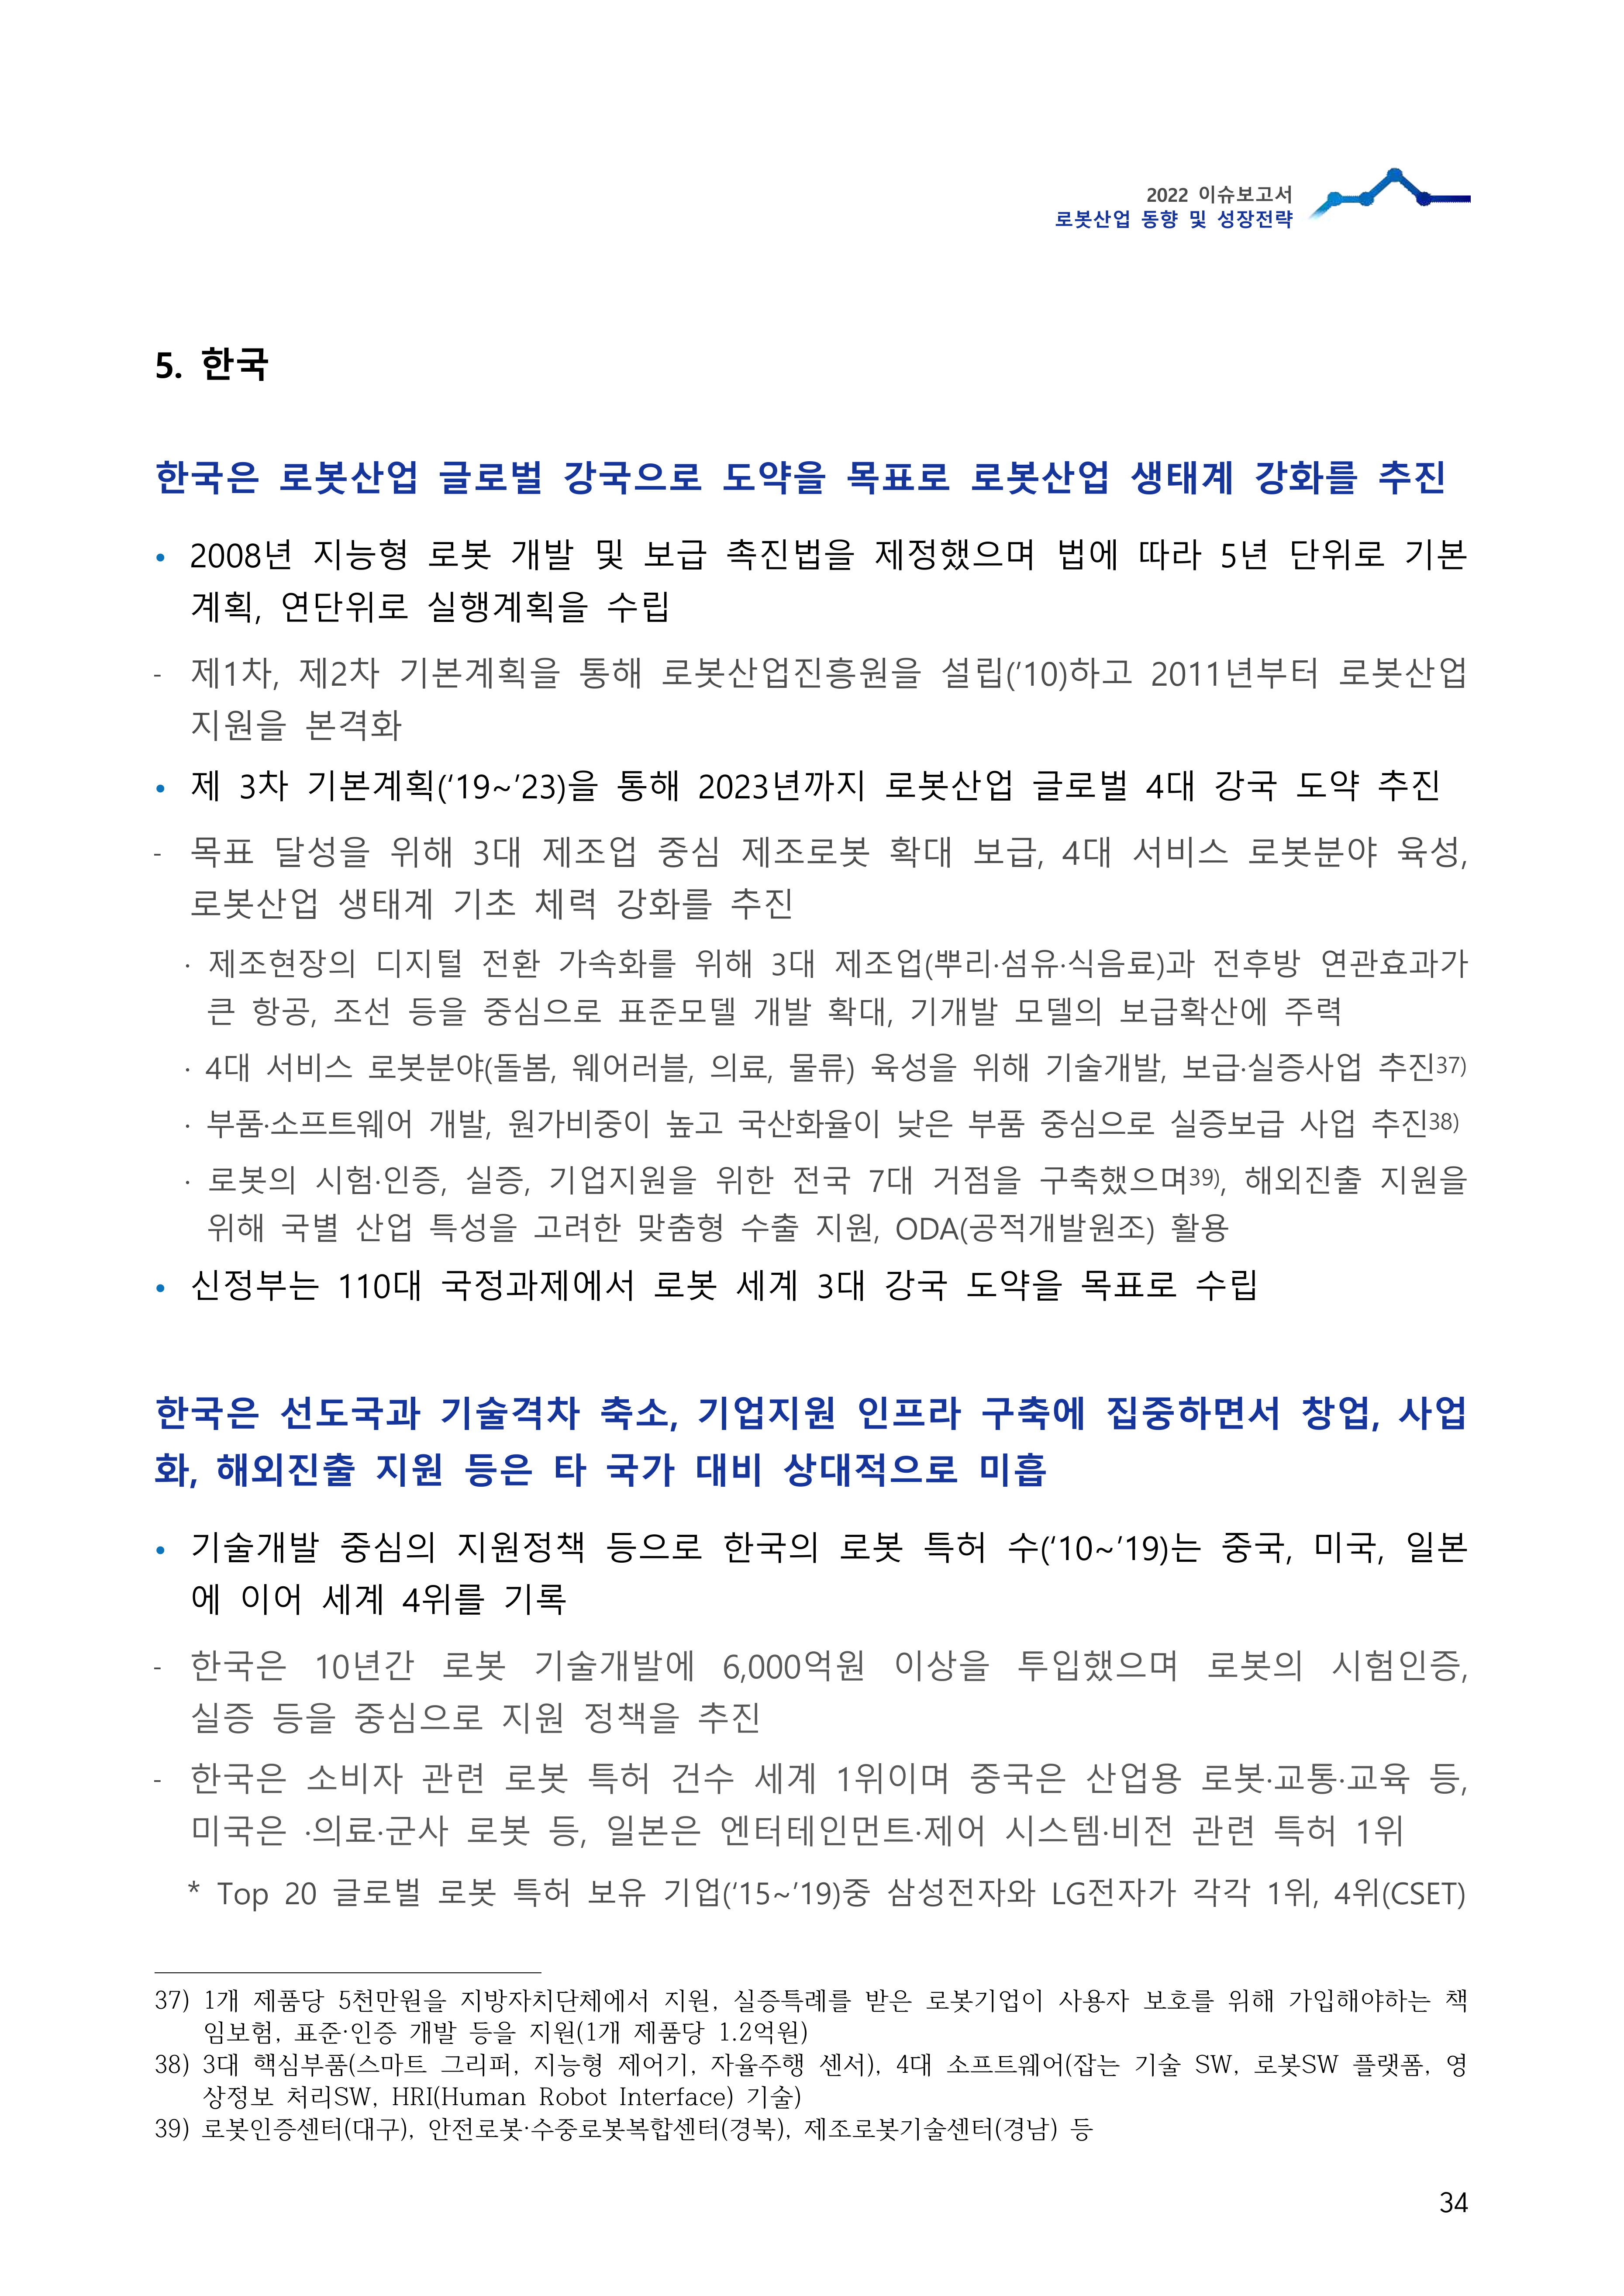 2022 이슈보고서
로봇산업 동향 및 성장전략
5. 한국
한국은 로봇산업 글로벌 강국으로 도약을 목표로 로봇산업 생태계 강화를 추진
• 2008년 지능형 로봇 개발 및 보급 촉진법을 제정했으며 법에 따라 5년 단위로 기본
계획, 연단위로 실행계획을 수립
- 제1차, 제2차 기본계획을 통해 로봇산업진흥원을 설립(’10)하고 2011년부터 로봇산업
지원을 본격화
• 제 3차 기본계획(‘19~’23)을 통해 2023년까지 로봇산업 글로벌 4대 강국 도약 추진
- 목표 달성을 위해 3대 제조업 중심 제조로봇 확대 보급, 4대 서비스 로봇분야 육성,
로봇산업 생태계 기초 체력 강화를 추진
· 제조현장의 디지털 전환 가속화를 위해 3대 제조업(뿌리·섬유·식음료)과 전후방 연관효과가
큰 항공, 조선 등을 중심으로 표준모델 개발 확대, 기개발 모델의 보급확산에 주력
· 4대 서비스 로봇분야(돌봄, 웨어러블, 의료, 물류) 육성을 위해 기술개발, 보급·실증사업 추진37)
· 부품·소프트웨어 개발, 원가비중이 높고 국산화율이 낮은 부품 중심으로 실증보급 사업 추진38)
· 로봇의 시험·인증, 실증, 기업지원을 위한 전국 7대 거점을 구축했으며39), 해외진출 지원을
위해 국별 산업 특성을 고려한 맞춤형 수출 지원, ODA(공적개발원조) 활용
• 신정부는 110대 국정과제에서 로봇 세계 3대 강국 도약을 목표로 수립
한국은 선도국과 기술격차 축소, 기업지원 인프라 구축에 집중하면서 창업, 사업
화, 해외진출 지원 등은 타 국가 대비 상대적으로 미흡
• 기술개발 중심의 지원정책 등으로 한국의 로봇 특허 수(‘10~’19)는 중국, 미국, 일본
에 이어 세계 4위를 기록
- 한국은 10년간 로봇 기술개발에 6,000억원 이상을 투입했으며 로봇의 시험인증,
실증 등을 중심으로 지원 정책을 추진
- 한국은 소비자 관련 로봇 특허 건수 세계 1위이며 중국은 산업용 로봇·교통·교육 등,
미국은 ·의료·군사 로봇 등, 일본은 엔터테인먼트·제어 시스템·비전 관련 특허 1위
* Top 20 글로벌 로봇 특허 보유 기업(‘15~’19)중 삼성전자와 LG전자가 각각 1위, 4위(CSET)
37) 1개 제품당 5천만원을 지방자치단체에서 지원, 실증특례를 받은 로봇기업이 사용자 보호를 위해 가입해야하는 책
임보험, 표준·인증 개발 등을 지원(1개 제품당 1.2억원)
38) 3대 핵심부품(스마트 그리퍼, 지능형 제어기, 자율주행 센서), 4대 소프트웨어(잡는 기술 SW, 로봇SW 플랫폼, 영
상정보 처리SW, HRI(Human Robot Interface) 기술)
39) 로봇인증센터(대구), 안전로봇·수중로봇복합센터(경북), 제조로봇기술센터(경남) 등
34